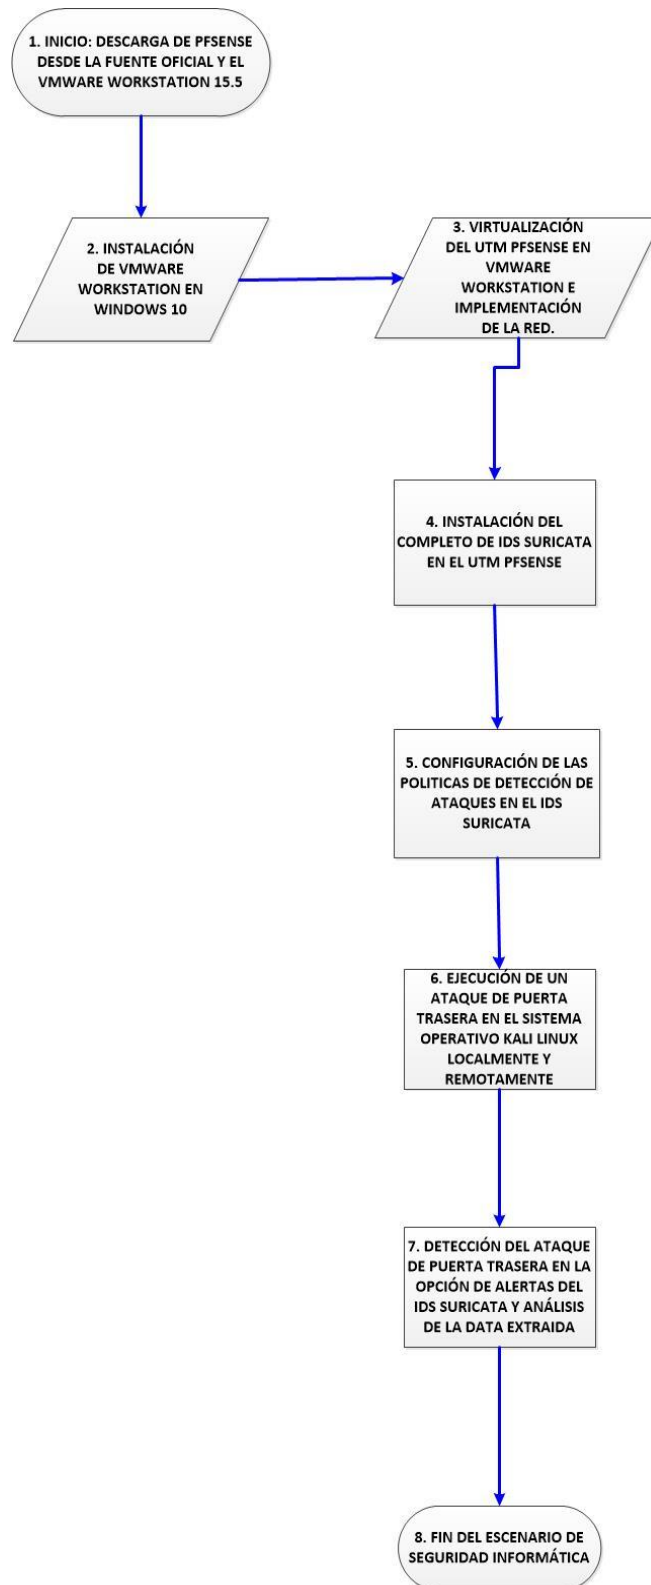 1. INICIO: DESCARGA DE PFSENSE
DESDE LA FUENTE OFICIAL Y EL
VMWARE WORKSTATION 15.5
2. INSTALACIÓN
DE VMWARE
WORKSTATION EN
WINDOWS 10
3. VIRTUALIZACIÓN
DEL UTM PFSENSE EN
VMWARE
WORKSTATION E
IMPLEMENTACIÓN
DE LA RED.
4. INSTALACIÓN DEL
COMPLETO DE IDS SURICATA
EN EL UTM PFSENSE
5. CONFIGURACIÓN DE LAS
POLITICAS DE DETECCIÓN DE
ATAQUES EN EL IDS
SURICATA
6. EJECUCIÓN DE UN
ATAQUE DE PUERTA
TRASERA EN EL SISTEMA
OPERATIVO KALI LINUX
LOCALMENTE Y
REMOTAMENTE
7. DETECCIÓN DEL ATAQUE
DE PUERTA TRASERA EN LA
OPCIÓN DE ALERTAS DEL
IDS SURICATA Y ANÁLISIS
DE LA DATA EXTRAIDA
8. FIN DEL ESCENARIO DE
SEGURIDAD INFORMÁTICA